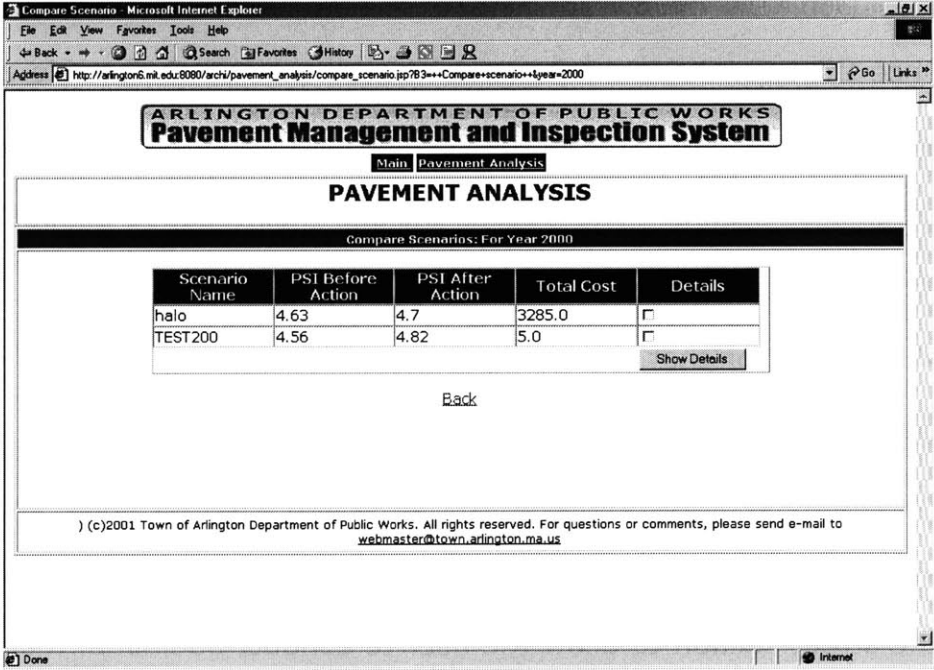 Compare Scenario - Microsoft Internet Explorer
File Edit View Favorites Tools Help
Back Search Favorites History
Address http://arlington6.mit.edu:8080/archi/pavement_analysis/compare_scenario.jsp?B3=++Compare+scenario++&year=2000 Go Links »
ARLINGTON DEPARTMENT OF PUBLIC WORKS
Pavement Management and Inspection System
Main Pavement Analysis
PAVEMENT ANALYSIS
Compare Scenarios: For Year 2000
Scenario Name PSI Before Action PSI After Action Total Cost Details
halo 4.63 4.7 3285.0
TEST200 4.56 4.82 5.0
Show Details
Back
) (c)2001 Town of Arlington Department of Public Works. All rights reserved. For questions or comments, please send e-mail to
webmaster@town.arlington.ma.us
Done Internet